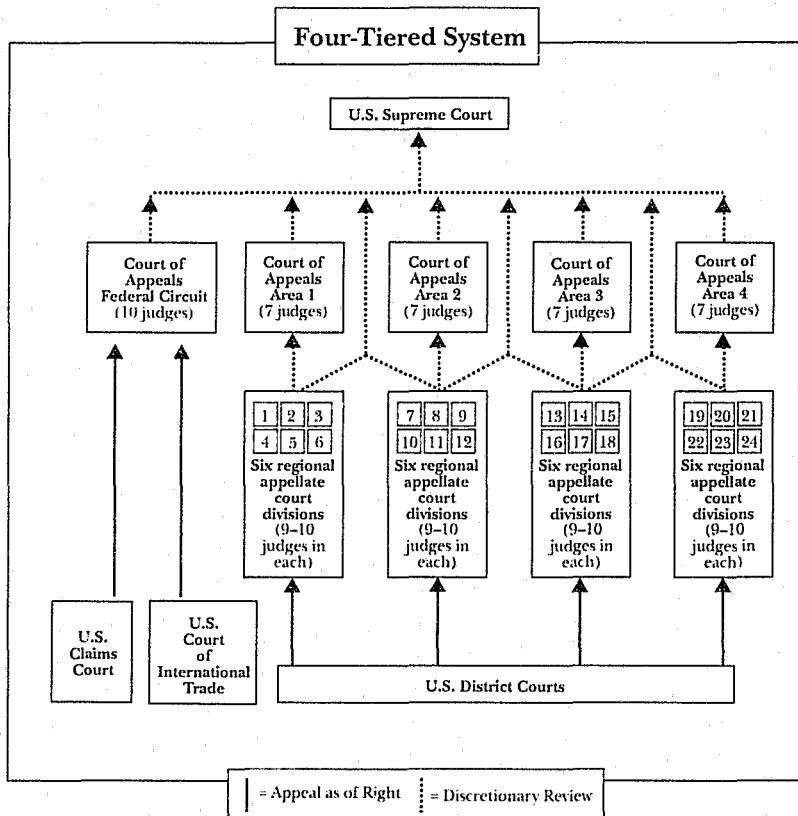 Four-Tiered System
U.S. Supreme Court
Court of
Appeals
Federal Circuit
(10 judges)
Court of
Appeals
Area 1
(7 judges)
Court of
Appeals
Area 2
(7 judges)
Court of
Appeals
Area 3
(7 judges)
Court of
Appeals
Area 4
(7 judges)
1 2 3
4 5 6
Six regional
appellate
court
divisions
(9–10
judges in
each)
7 8 9
10 11 12
Six regional
appellate
court
divisions
(9–10
judges in
each)
13 14 15
16 17 18
Six regional
appellate
court
divisions
(9–10
judges in
each)
19 20 21
22 23 24
Six regional
appellate
court
divisions
(9–10
judges in
each)
U.S.
Claims
Court
U.S.
Court
of
International
Trade
U.S. District Courts
= Appeal as of Right
= Discretionary Review